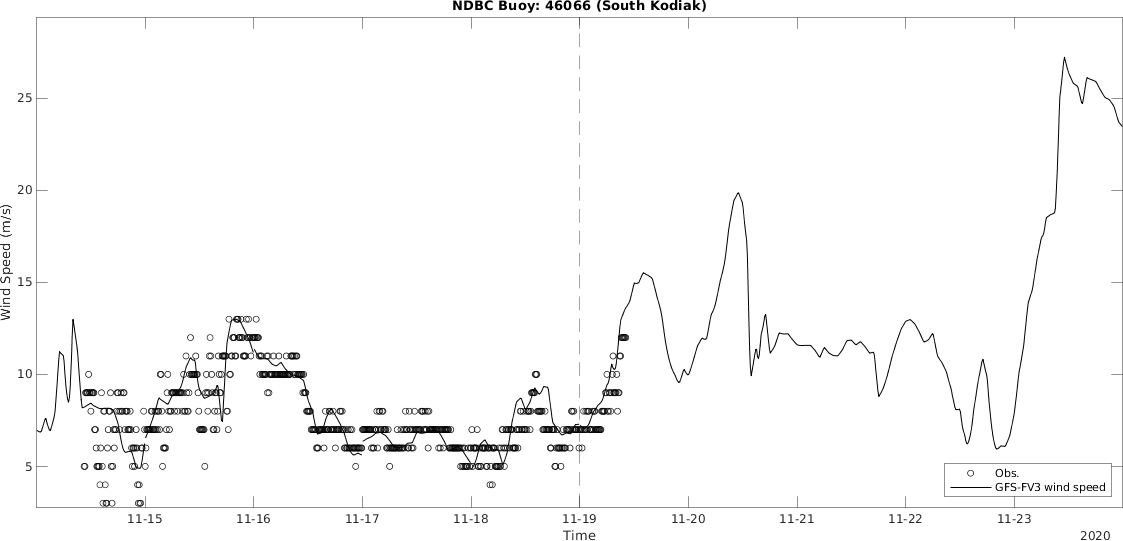 NDBC Buoy: 46066 (South Kodiak)
Wind Speed (m/s)
25
20
15
10
5
Obs.
GFS-FV3 wind speed
11-15 11-16 11-17 11-18 11-19 11-20 11-21 11-22 11-23
Time
2020